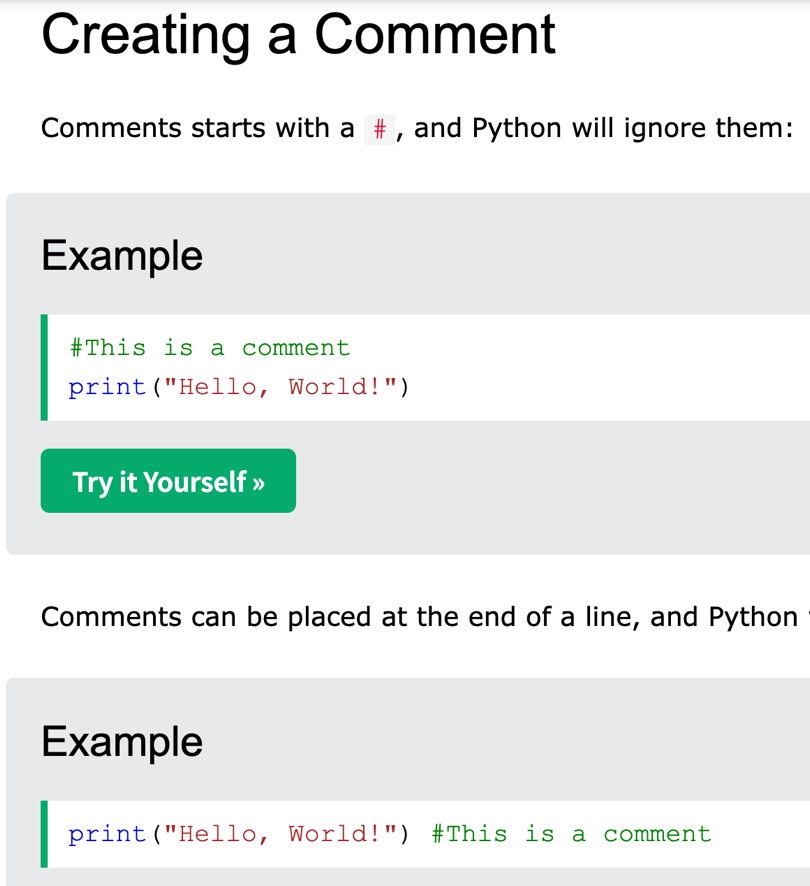 Creating a Comment
Comments starts with a #, and Python will ignore them:
Example
#This is a comment
print("Hello, World!")
Try it Yourself »
Comments can be placed at the end of a line, and Python
Example
print("Hello, World!") #This is a comment